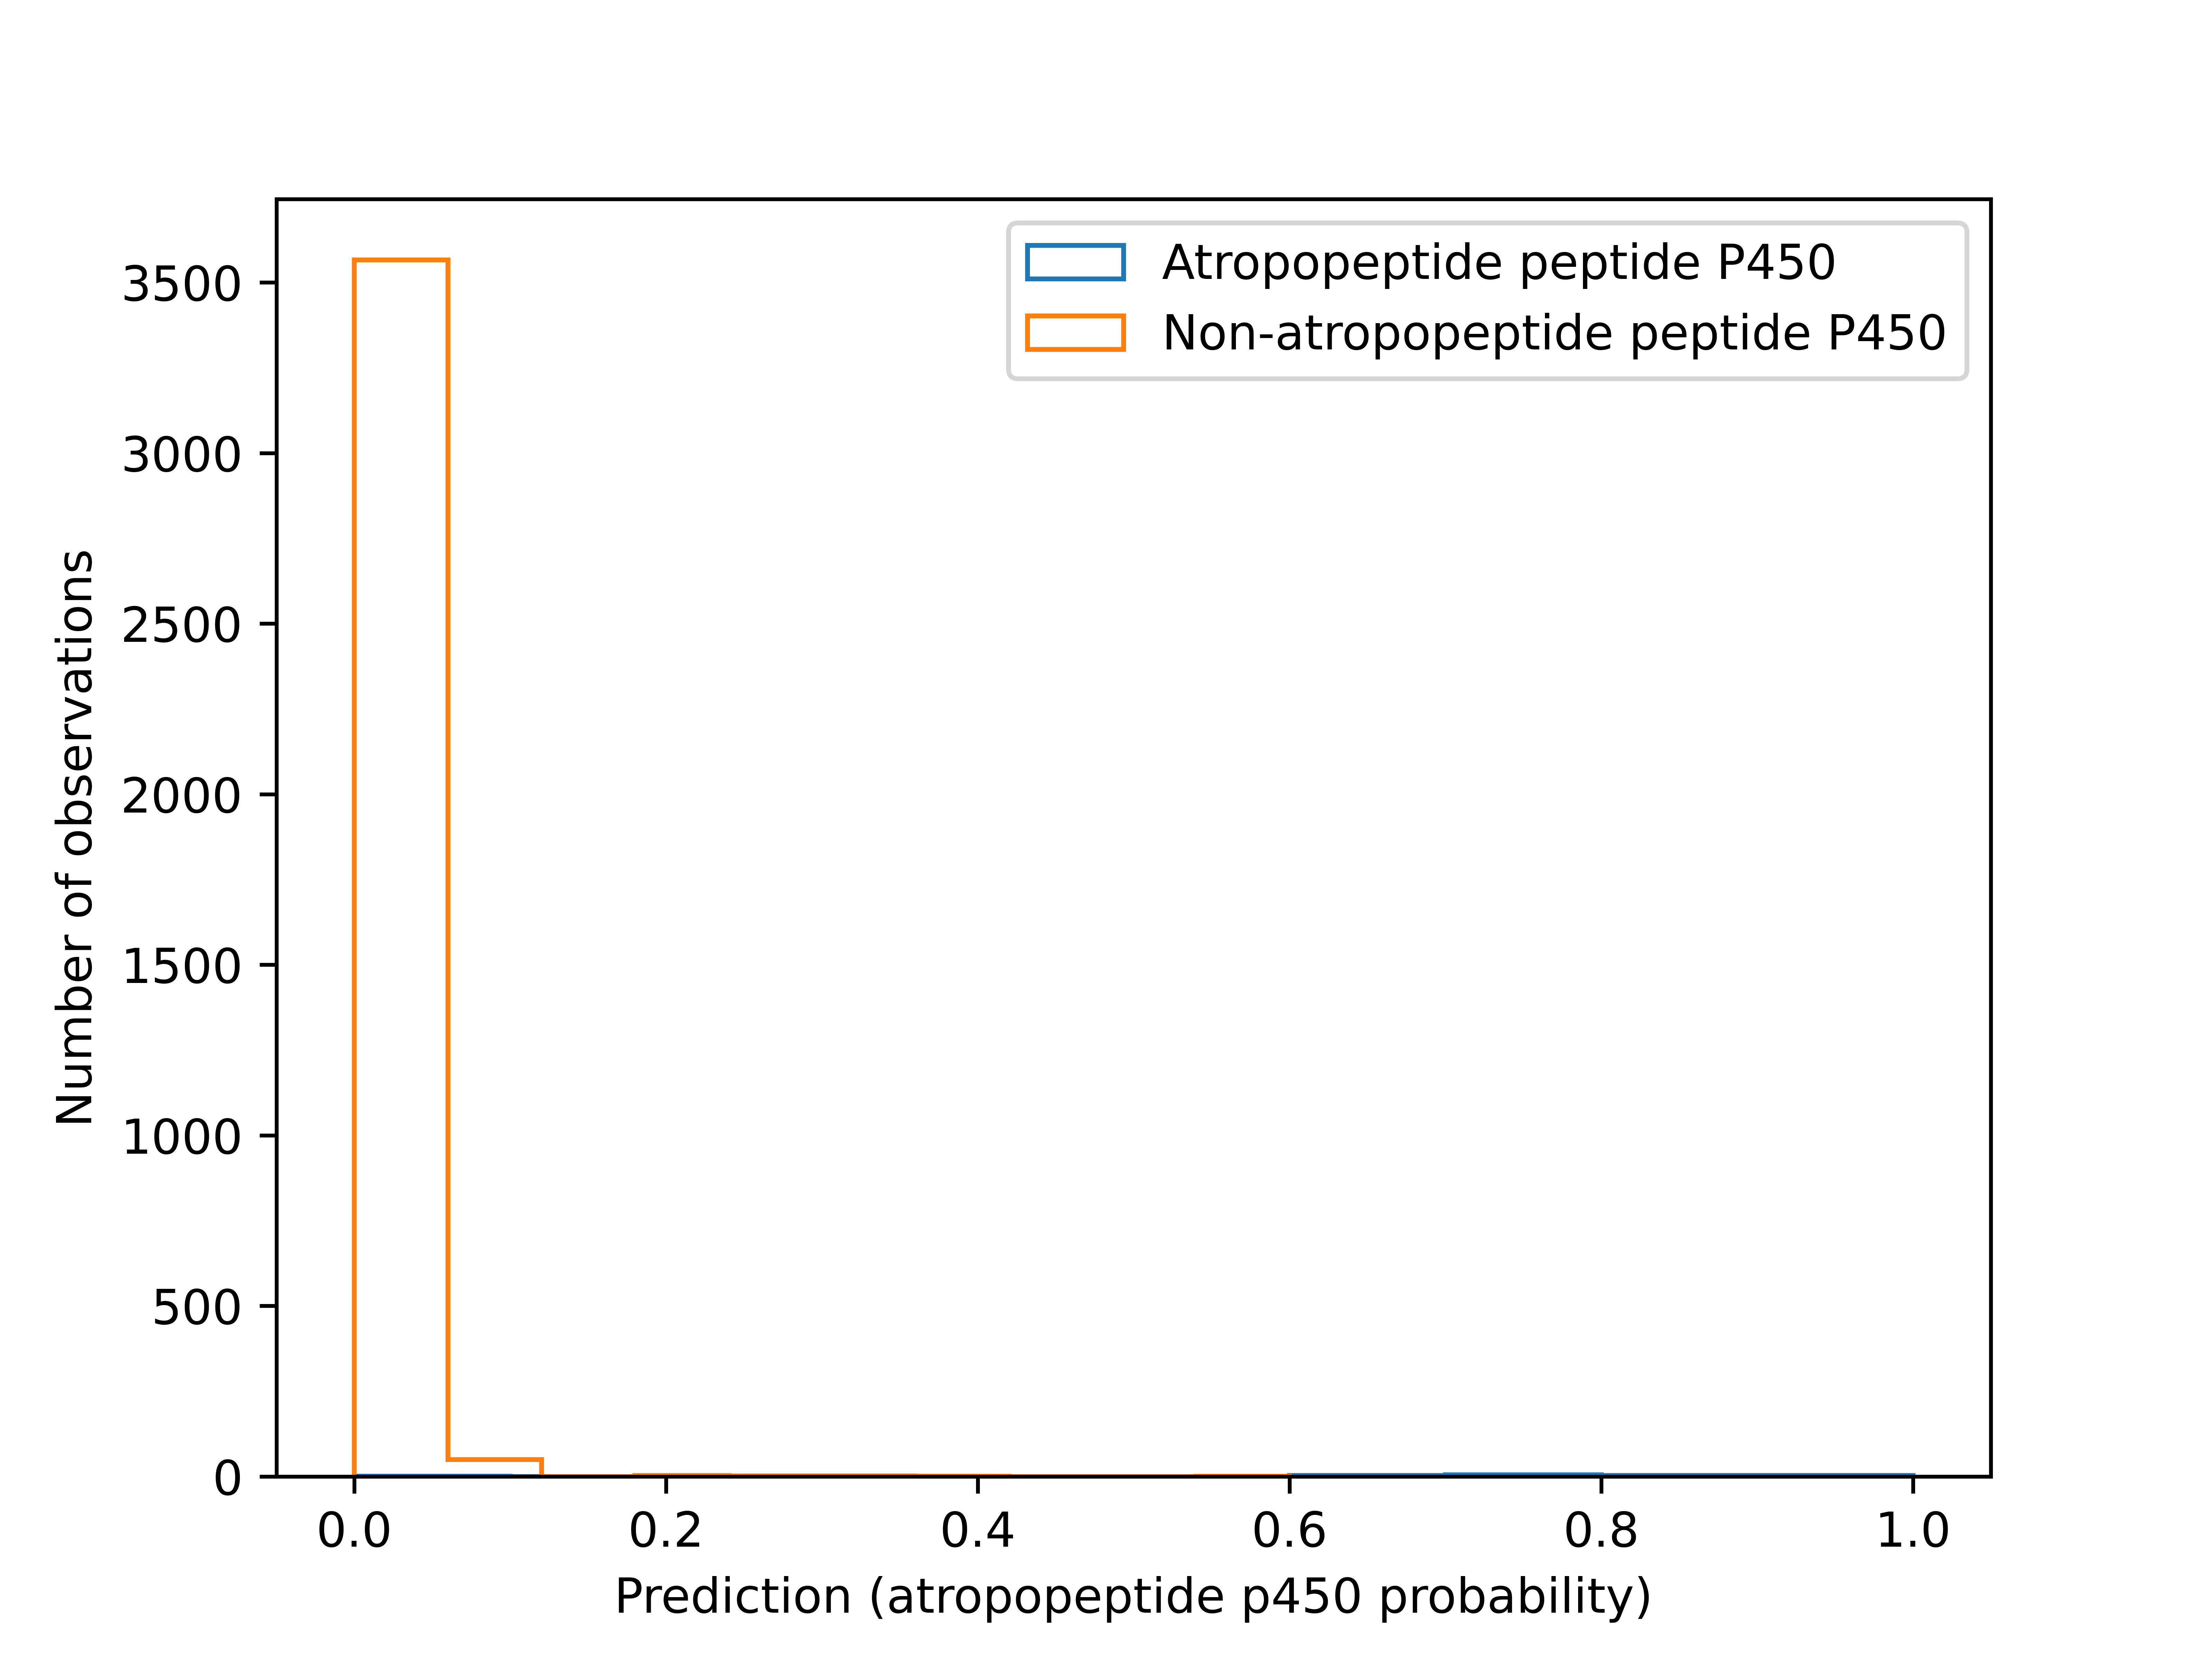 Atropopeptide peptide P450
Non-atropopeptide peptide P450
3500
3000
2500
2000
1500
1000
500
0
Number of observations
0.0 0.2 0.4 0.6 0.8 1.0
Prediction (atropopeptide p450 probability)